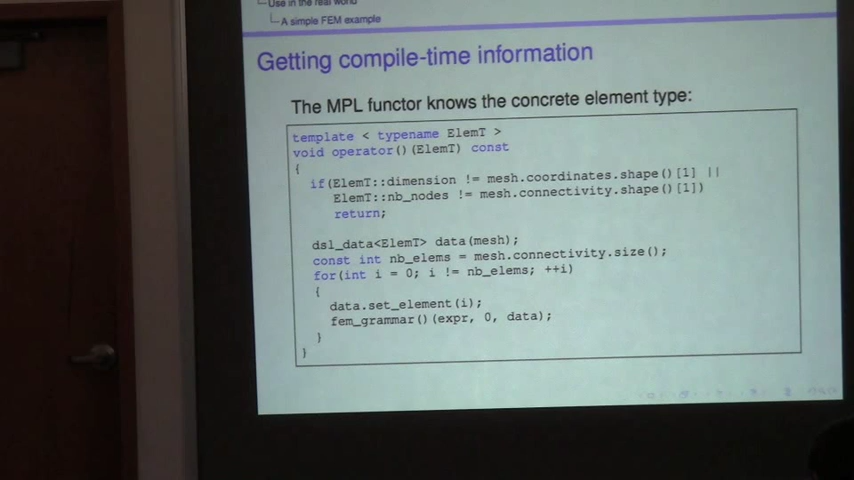 Use in the real world
A simple FEM example
Getting compile-time information
The MPL functor knows the concrete element type:
template < typename ElemT >
void operator()(ElemT) const
{
if(ElemT::dimension != mesh.coordinates.shape()[1] ||
ElemT::nb_nodes != mesh.connectivity.shape()[1])
return;
dsl_data<ElemT> data(mesh);
const int nb_elems = mesh.connectivity.size();
for(int i = 0; i != nb_elems; ++i)
{
data.set_element(i);
fem_grammar()(expr, 0, data);
}
}